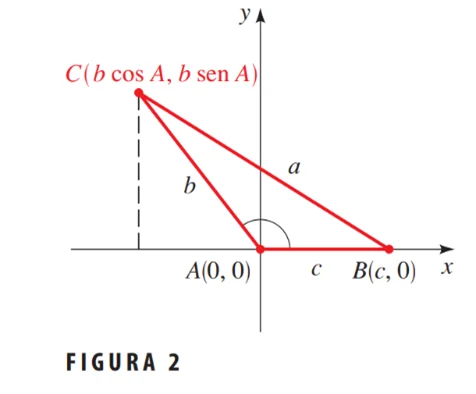 y
C(b cos A, b sen A)
a
b
A(0, 0)
c
B(c, 0)
x
FIGURA 2